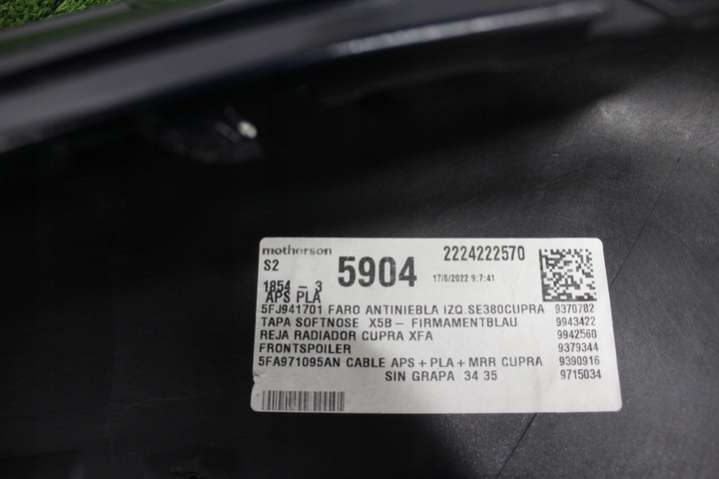 motherson
S2
5904
2224222570
17/6/2022 9:7:41
1854 - 3
APS PLA
5FJ941701 FARO ANTINIEBLA IZQ SE380CUPRA 9370782
TAPA SOFTNOSE X5B - FIRMAMENTBLAU 9943422
REJA RADIADOR CUPRA XFA 9942560
FRONTSPOILER 9379344
5FA971095AN CABLE APS+PLA+MRR CUPRA 9390916
SIN GRAPA 34 35 9715034